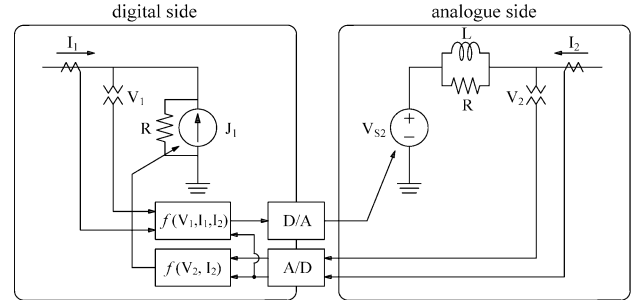 digital side
analogue side
I₁
V₁
R
J₁
L
R
I₂
V₂
V_S2
+
−
f(V₁,I₁,I₂)
D/A
f(V₂, I₂)
A/D